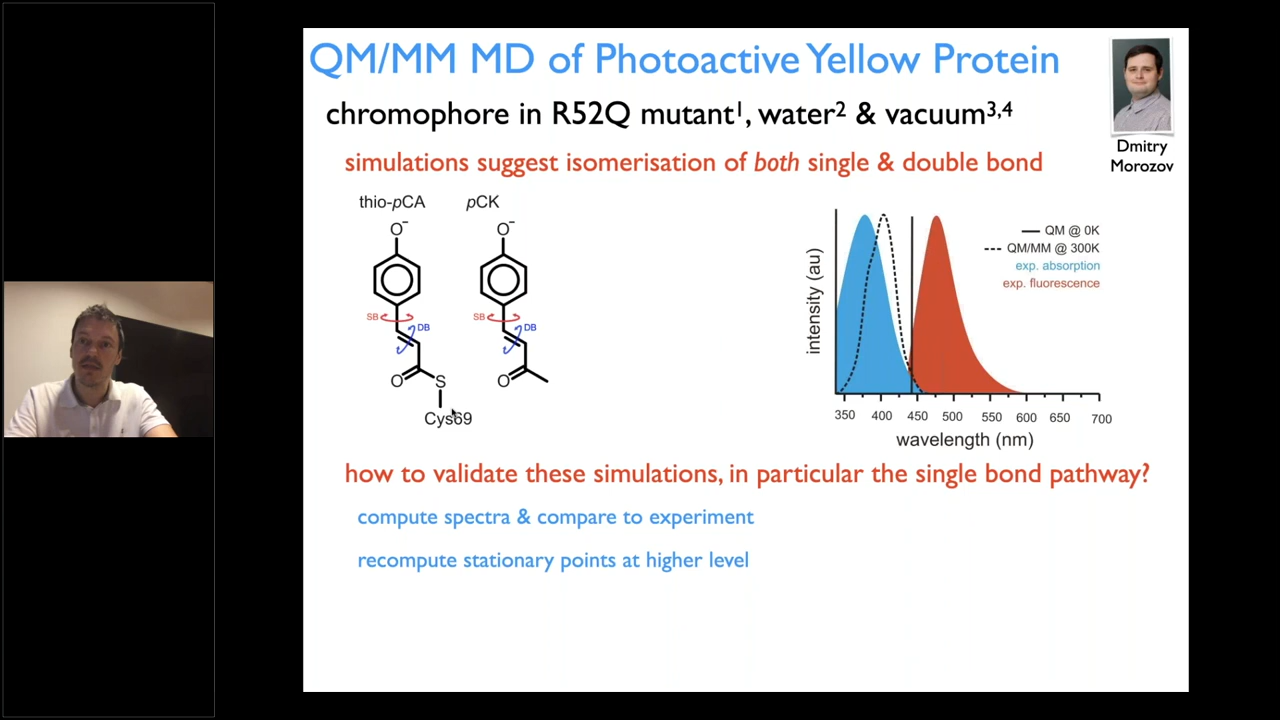 QM/MM MD of Photoactive Yellow Protein
chromophore in R52Q mutant¹, water² & vacuum³,⁴
Dmitry
Morozov
simulations suggest isomerisation of both single & double bond
thio-pCA
pCK
O⁻
O⁻
SB
DB
SB
DB
O
S
O
Cys69
intensity (au)
QM @ 0K
QM/MM @ 300K
exp. absorption
exp. fluorescence
350 400 450 500 550 600 650 700
wavelength (nm)
how to validate these simulations, in particular the single bond pathway?
compute spectra & compare to experiment
recompute stationary points at higher level